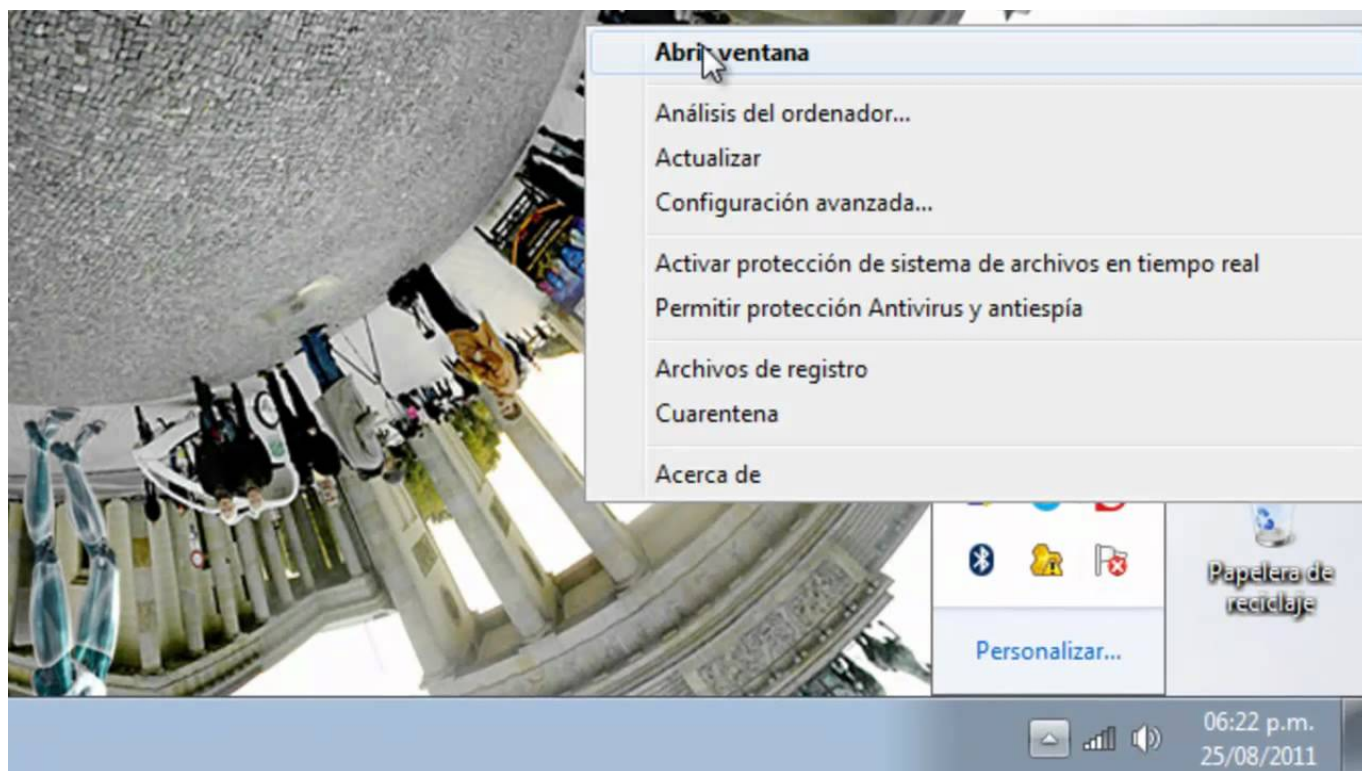 Abrir ventana
Análisis del ordenador...
Actualizar
Configuración avanzada...
Activar protección de sistema de archivos en tiempo real
Permitir protección Antivirus y antiespía
Archivos de registro
Cuarentena
Acerca de
Papelera de
reciclaje
Personalizar...
06:22 p.m.
25/08/2011